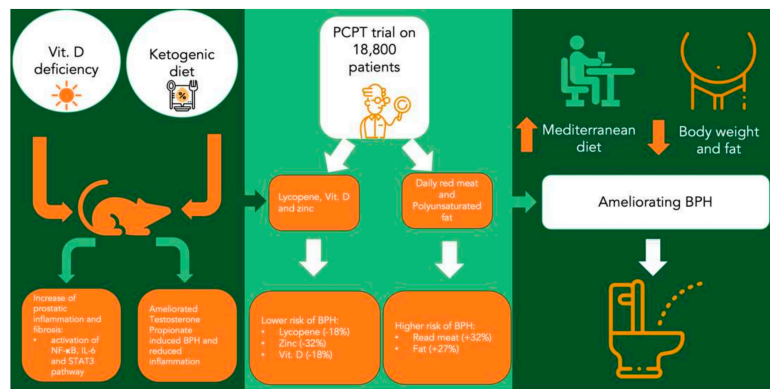 Vit. D
deficiency
Ketogenic
diet
%
Increase of
prostatic
inflammation and
fibrosis:
• activation of
NF-κB, IL-6
and STAT3
pathway
Ameliorated
Testosterone
Propionate
induced BPH and
reduced
inflammation
PCPT trial on
18,800
patients
Lycopene, Vit. D
and zinc
Daily red meat
and
Polyunsaturated
fat
Lower risk of BPH:
• Lycopene (-18%)
• Zinc (-32%)
• Vit. D (-18%)
Higher risk of BPH:
• Read meat (+32%)
• Fat (+27%)
Mediterranean
diet
Body weight
and fat
Ameliorating BPH